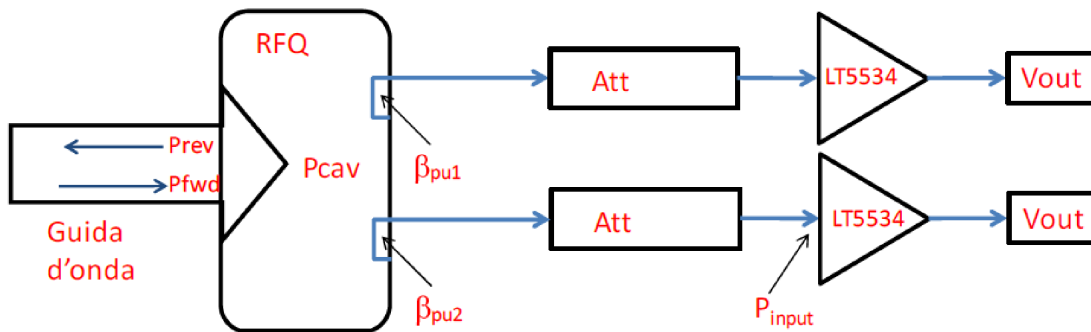 RFQ
Att
LT5534
Vout
Prev
Pfwd
Pcav
βpu1
Att
LT5534
Vout
Guida
d'onda
βpu2
Pinput